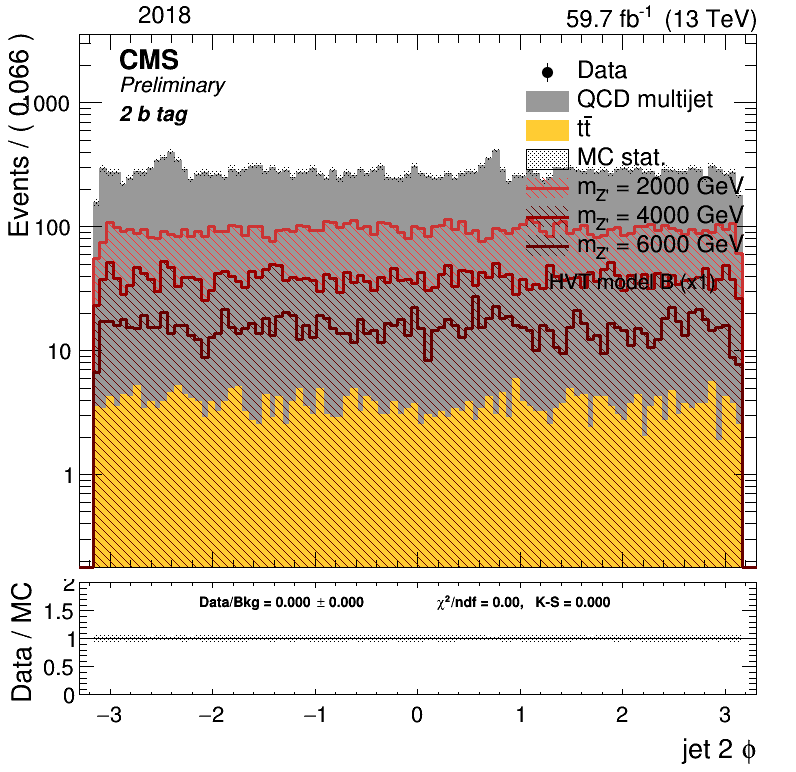 2018
59.7 fb⁻¹ (13 TeV)
CMS
Preliminary
2 b tag
Data
QCD multijet
tt̄
MC stat.
m_Z' = 2000 GeV
m_Z' = 4000 GeV
m_Z' = 6000 GeV
HVT model B (x1)
Events / ( 0.066 )
1000
100
10
1
Data/Bkg = 0.000 ± 0.000
χ²/ndf = 0.00, K-S = 0.000
Data / MC
2
1.5
1
0.5
0
−3 −2 −1 0 1 2 3
jet 2 ϕ